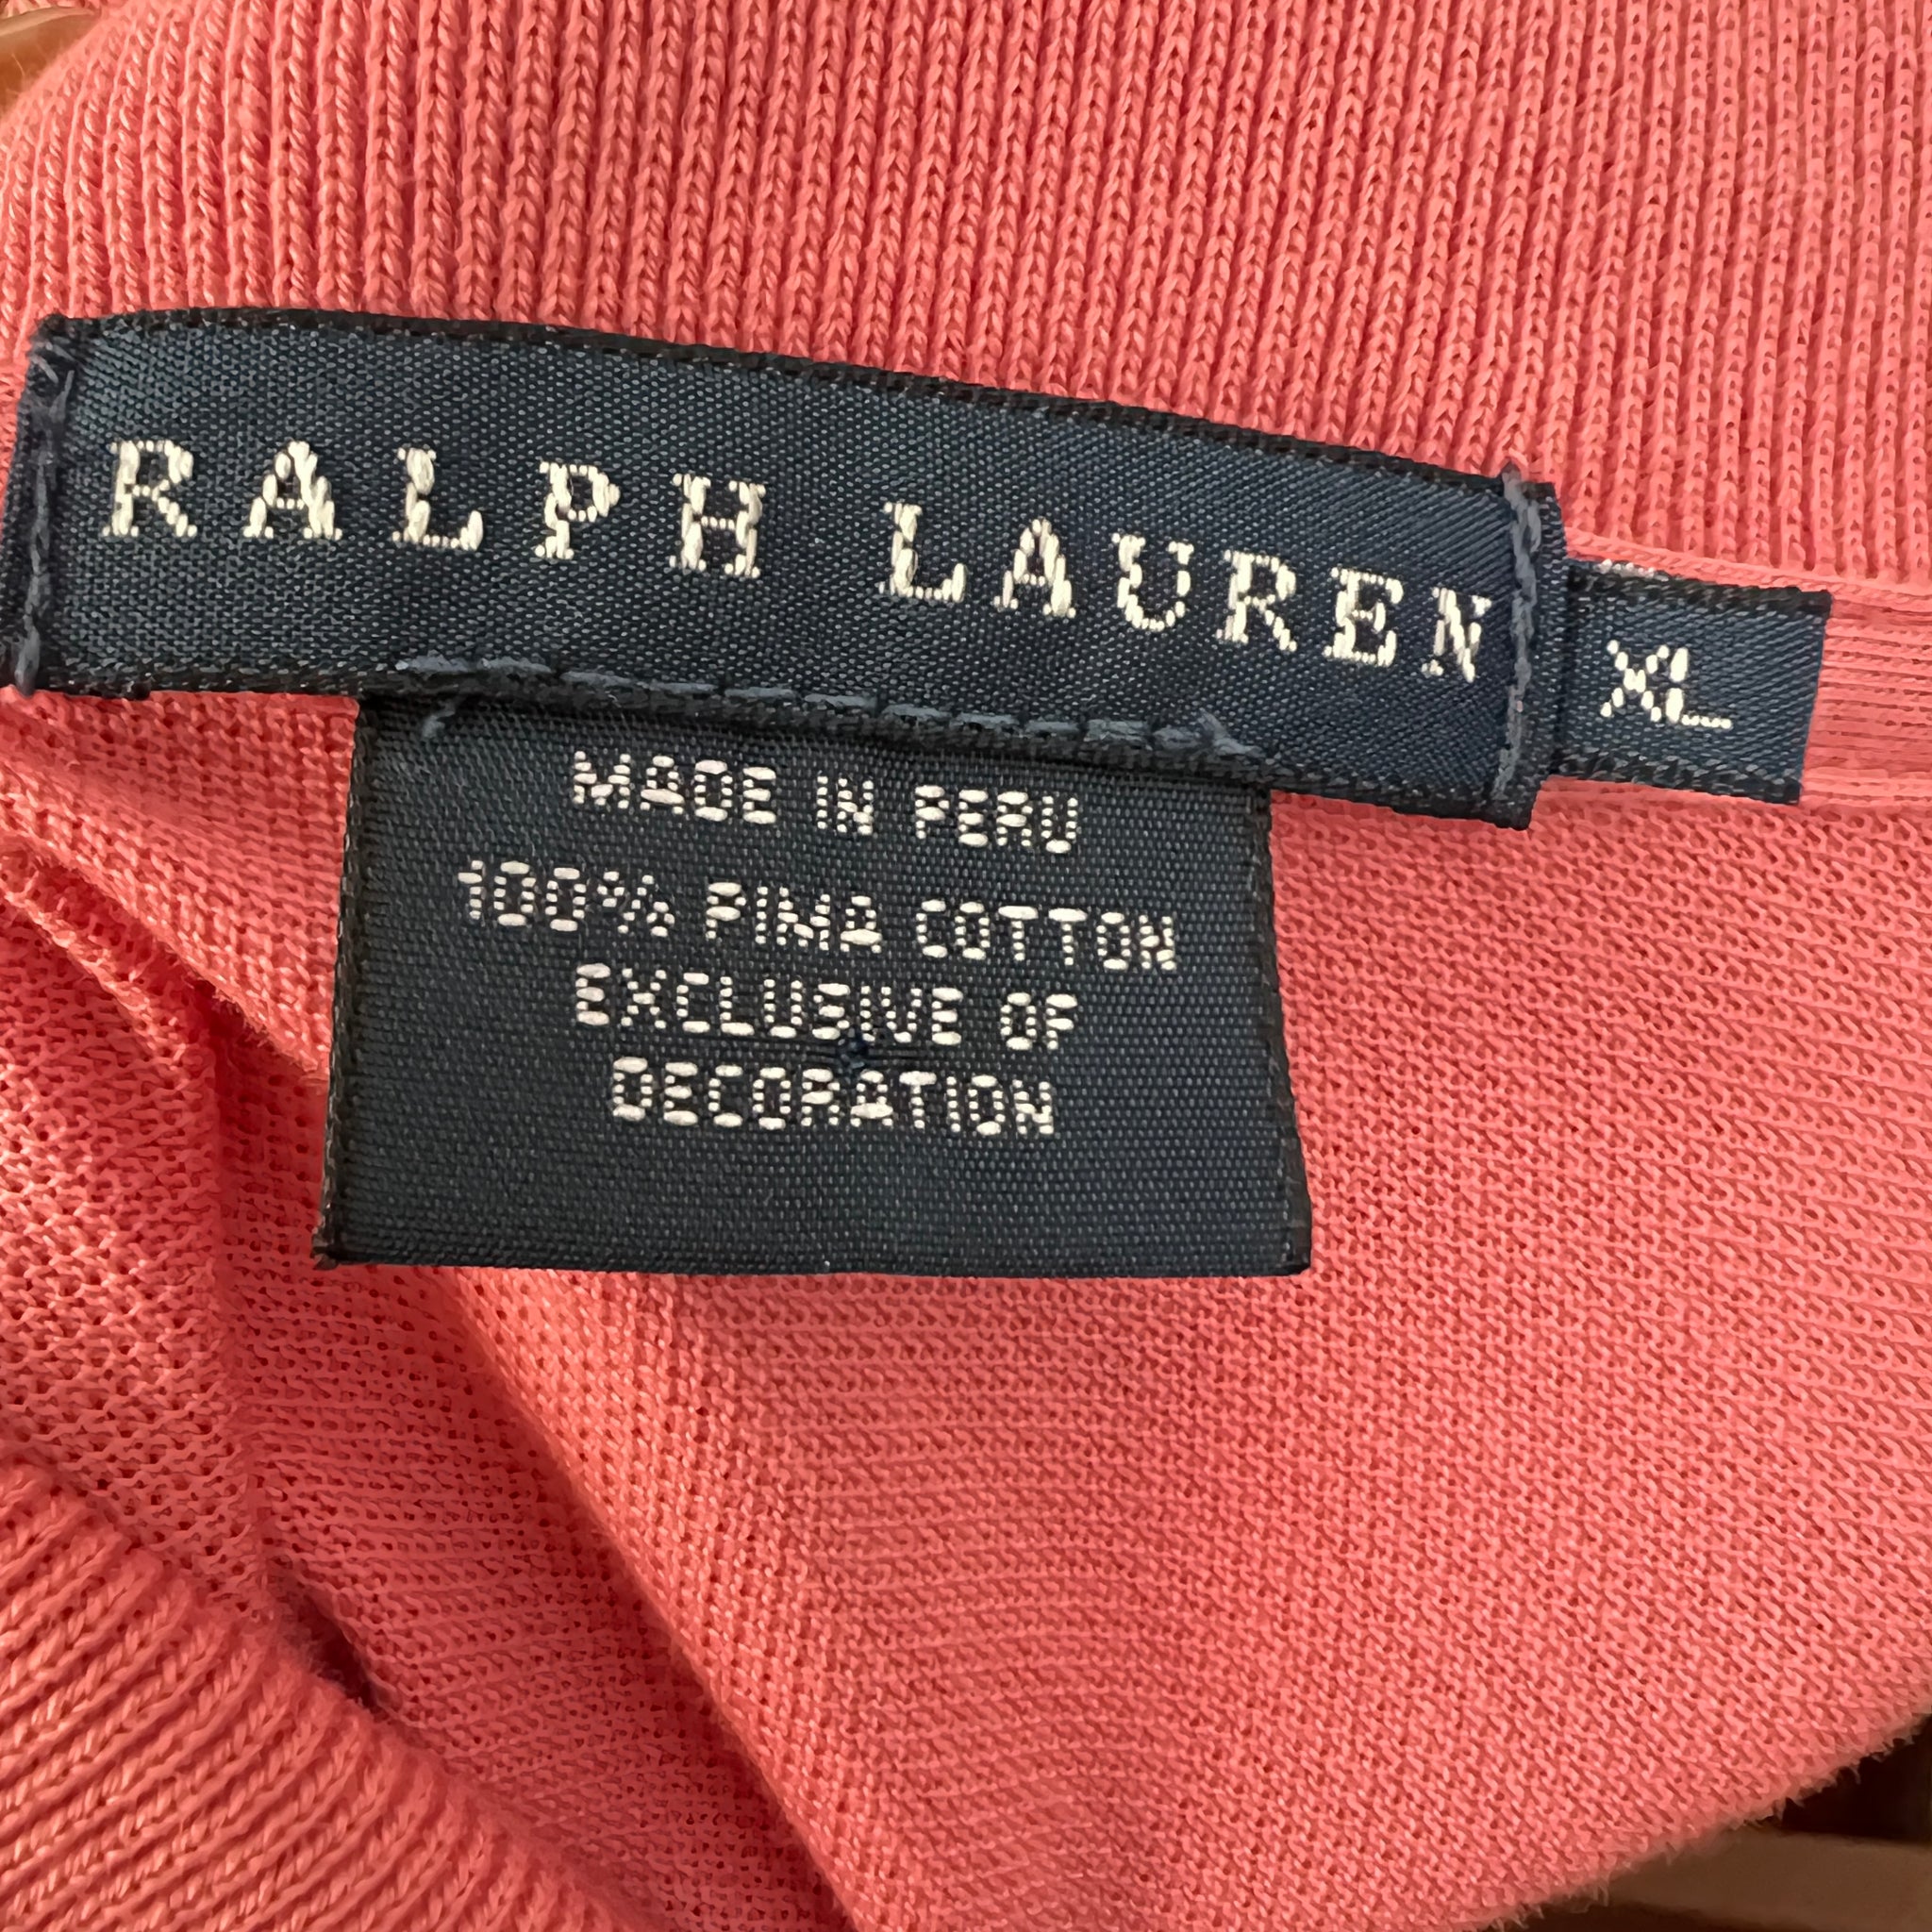 RALPH LAUREN
XL
MADE IN PERU
100% PIMA COTTON
EXCLUSIVE OF
DECORATION